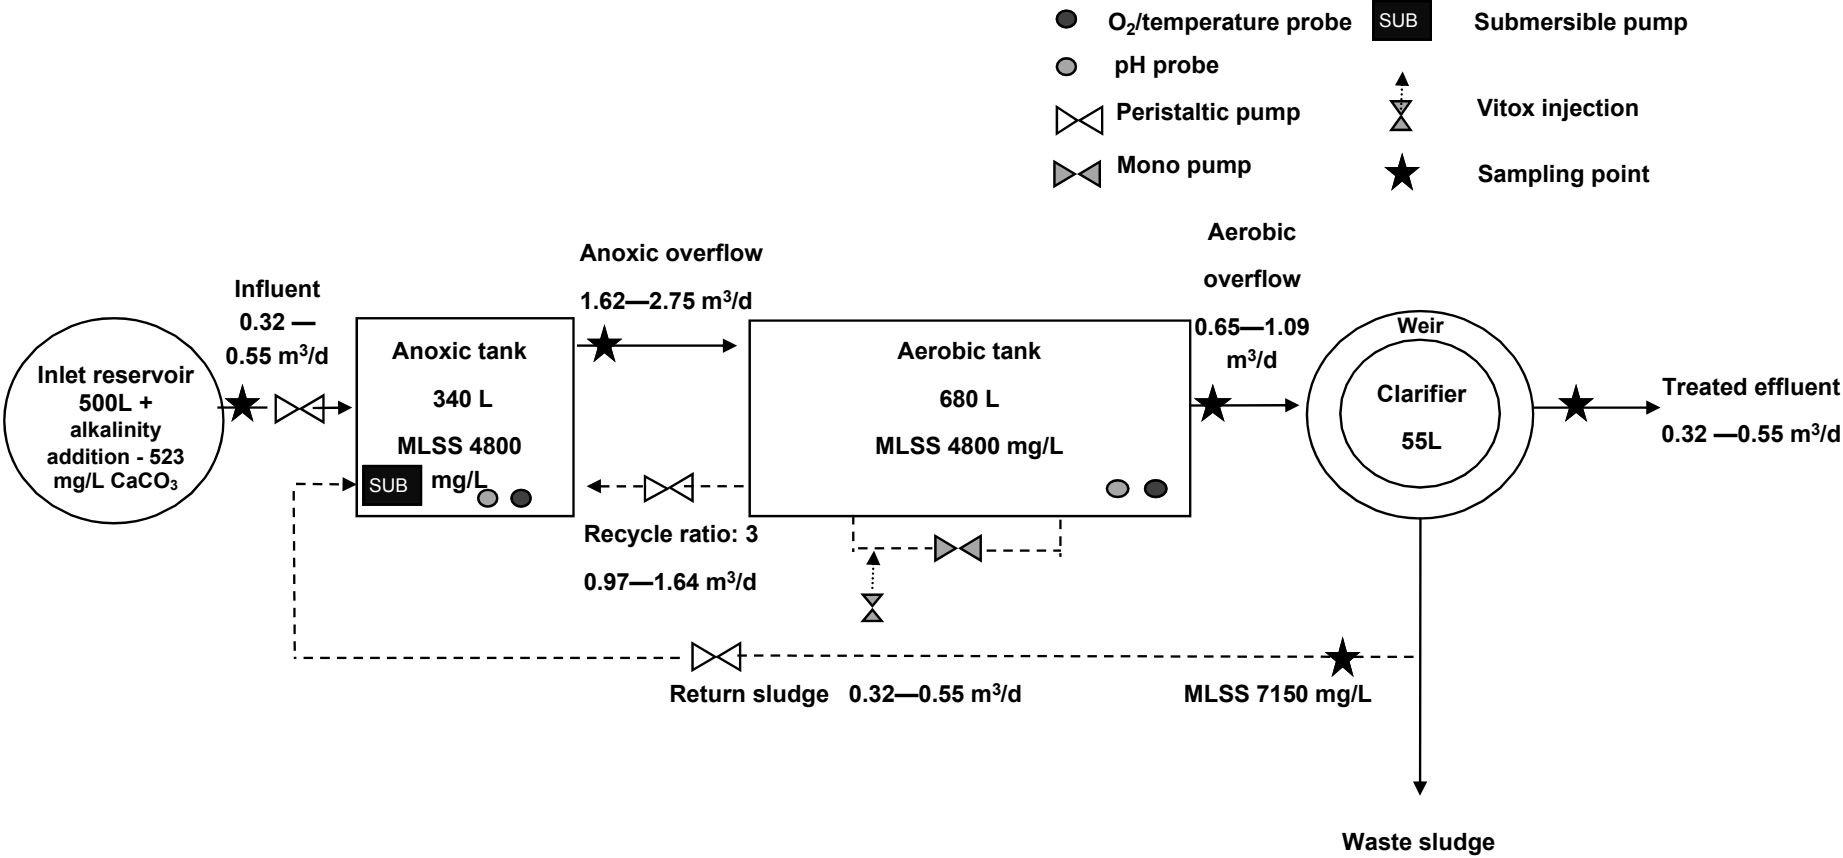 O₂/temperature probe
SUB
Submersible pump
pH probe
Peristaltic pump
Vitox injection
Mono pump
Sampling point
Influent
0.32 —
0.55 m³/d
Anoxic overflow
1.62—2.75 m³/d
Aerobic
overflow
0.65—1.09
m³/d
Inlet reservoir
500L +
alkalinity
addition - 523
mg/L CaCO₃
Anoxic tank
340 L
MLSS 4800
mg/L
SUB
Aerobic tank
680 L
MLSS 4800 mg/L
Weir
Clarifier
55L
Treated effluent
0.32 —0.55 m³/d
Recycle ratio: 3
0.97—1.64 m³/d
Return sludge 0.32—0.55 m³/d
MLSS 7150 mg/L
Waste sludge